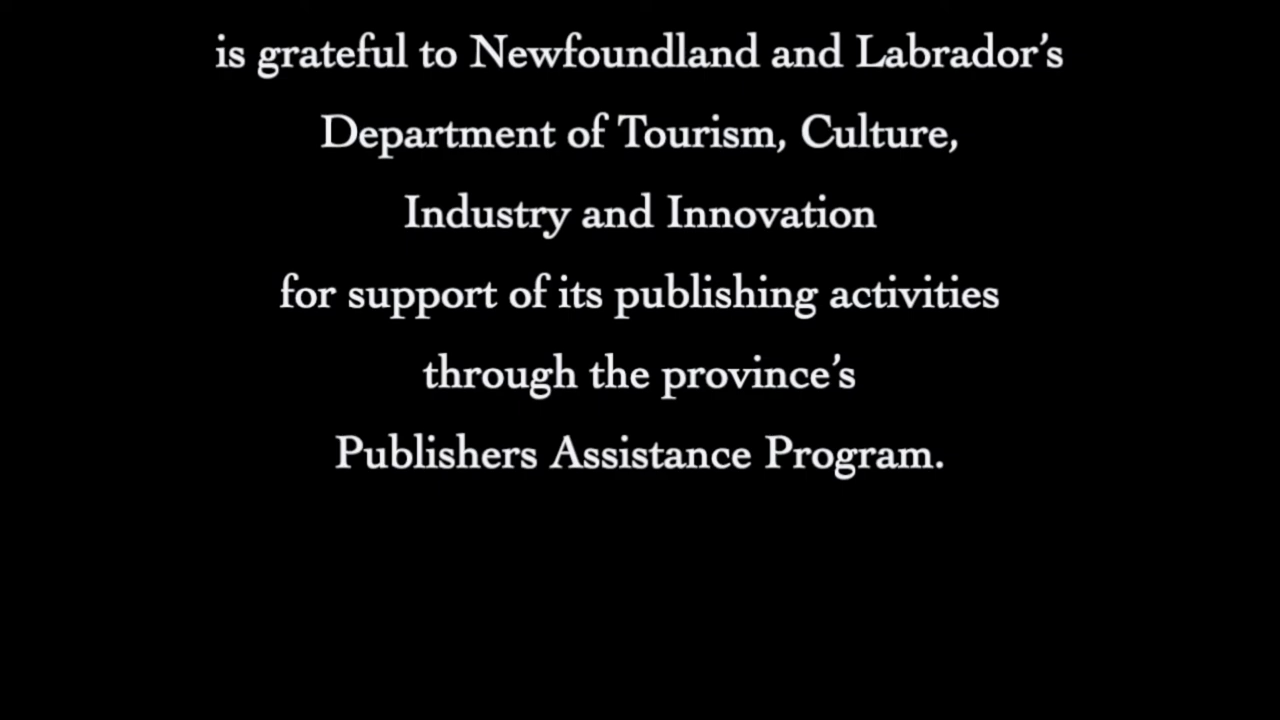 is grateful to Newfoundland and Labrador’s
Department of Tourism, Culture,
Industry and Innovation
for support of its publishing activities
through the province’s
Publishers Assistance Program.